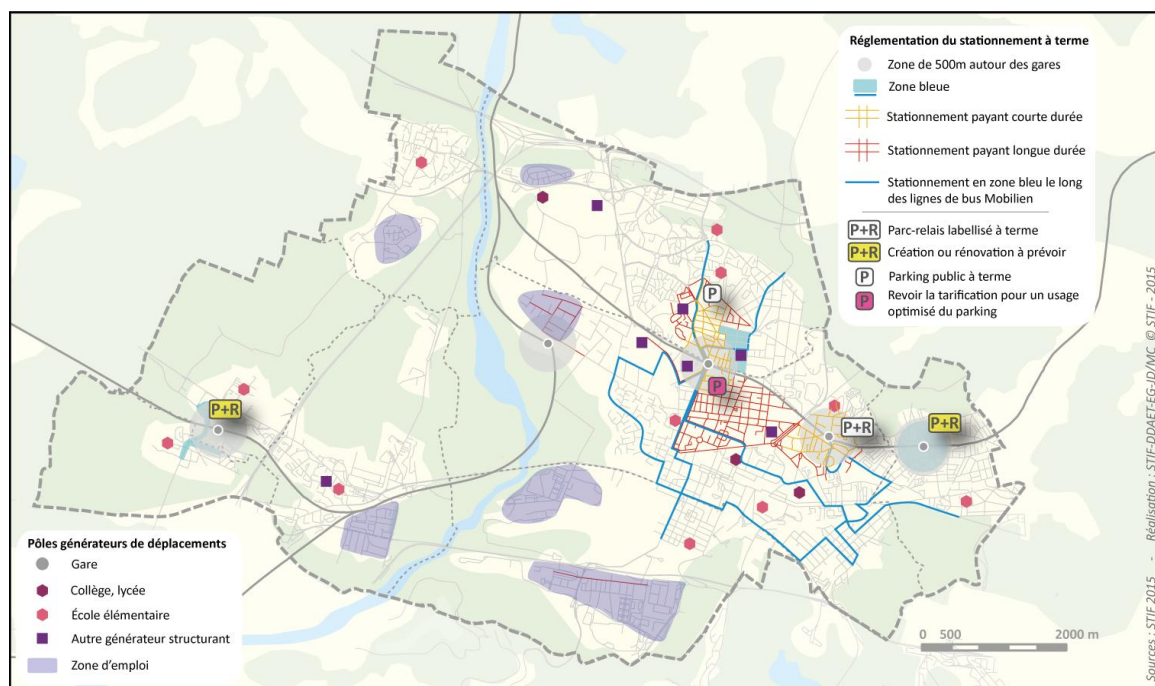 Réglementation du stationnement à terme
Zone de 500m autour des gares
Zone bleue
Stationnement payant courte durée
Stationnement payant longue durée
Stationnement en zone bleu le long
des lignes de bus Mobilien
P+R Parc-relais labellisé à terme
P+R Création ou rénovation à prévoir
P Parking public à terme
P Revoir la tarification pour un usage
optimisé du parking
P
P
P+R
P+R
P+R
Pôles générateurs de déplacements
Gare
Collège, lycée
École élémentaire
Autre générateur structurant
Zone d'emploi
0 500 2000 m
Sources : STIF 2015 - Réalisation : STIF-DDAET-EG-JD/MC © STIF - 2015